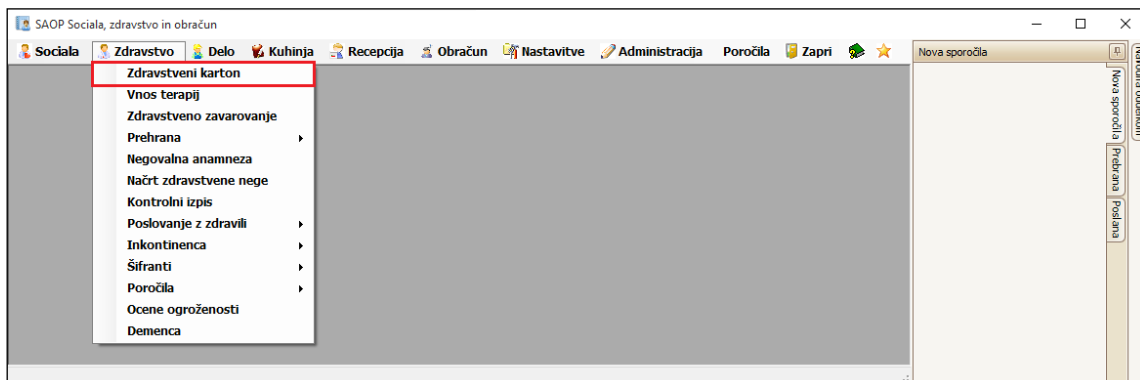 SAOP Sociala, zdravstvo in obračun
Sociala Zdravstvo Delo Kuhinja Recepcija Obračun Nastavitve Administracija Poročila Zapri
Zdravstveni karton
Vnos terapij
Zdravstveno zavarovanje
Prehrana
Negovalna anamneza
Načrt zdravstvene nege
Kontrolni izpis
Poslovanje z zdravili
Inkontinenca
Šifranti
Poročila
Ocene ogroženosti
Demenca
Nova sporočila
Nova sporočila
Prebrana
Poslana